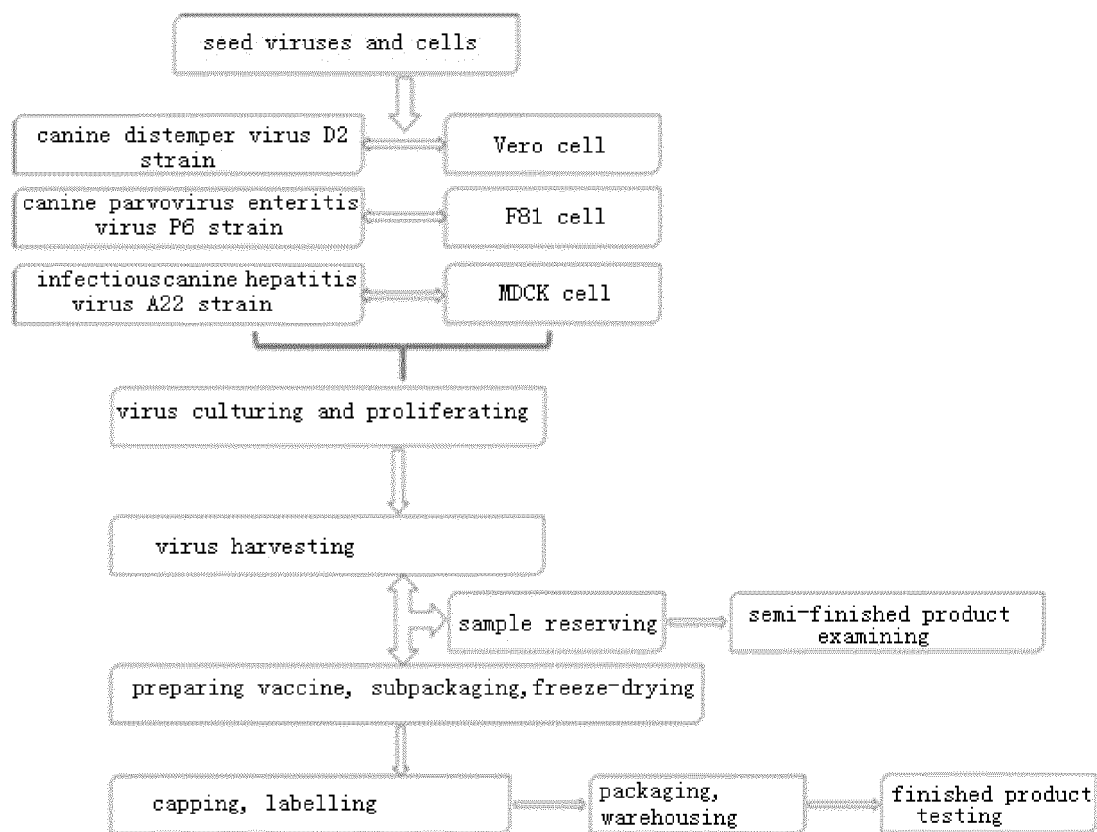 seed viruses and cells
canine distemper virus D2
strain
Vero cell
canine parvovirus enteritis
virus P6 strain
F81 cell
infectiouscanine hepatitis
virus A22 strain
MDCK cell
virus culturing and proliferating
virus harvesting
sample reserving
semi-finished product
examining
preparing vaccine, subpackaging,freeze-drying
capping, labelling
packaging,
warehousing
finished product
testing